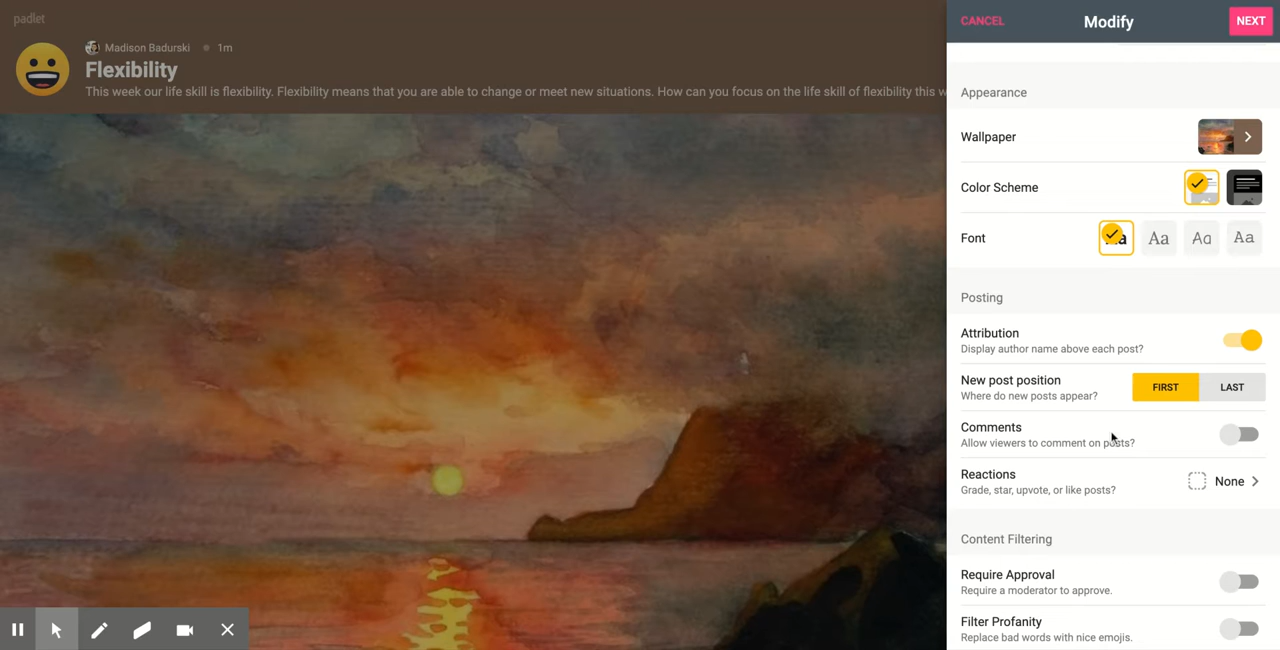 padlet
Madison Badurski 1m
Flexibility
This week our life skill is flexibility. Flexibility means that you are able to change or meet new situations. How can you focus on the life skill of flexibility this w
CANCEL
Modify
NEXT
Appearance
Wallpaper
Color Scheme
Font
Aa Aa Aa
Posting
Attribution
Display author name above each post?
New post position
Where do new posts appear?
FIRST LAST
Comments
Allow viewers to comment on posts?
Reactions
Grade, star, upvote, or like posts?
None
Content Filtering
Require Approval
Require a moderator to approve.
Filter Profanity
Replace bad words with nice emojis.